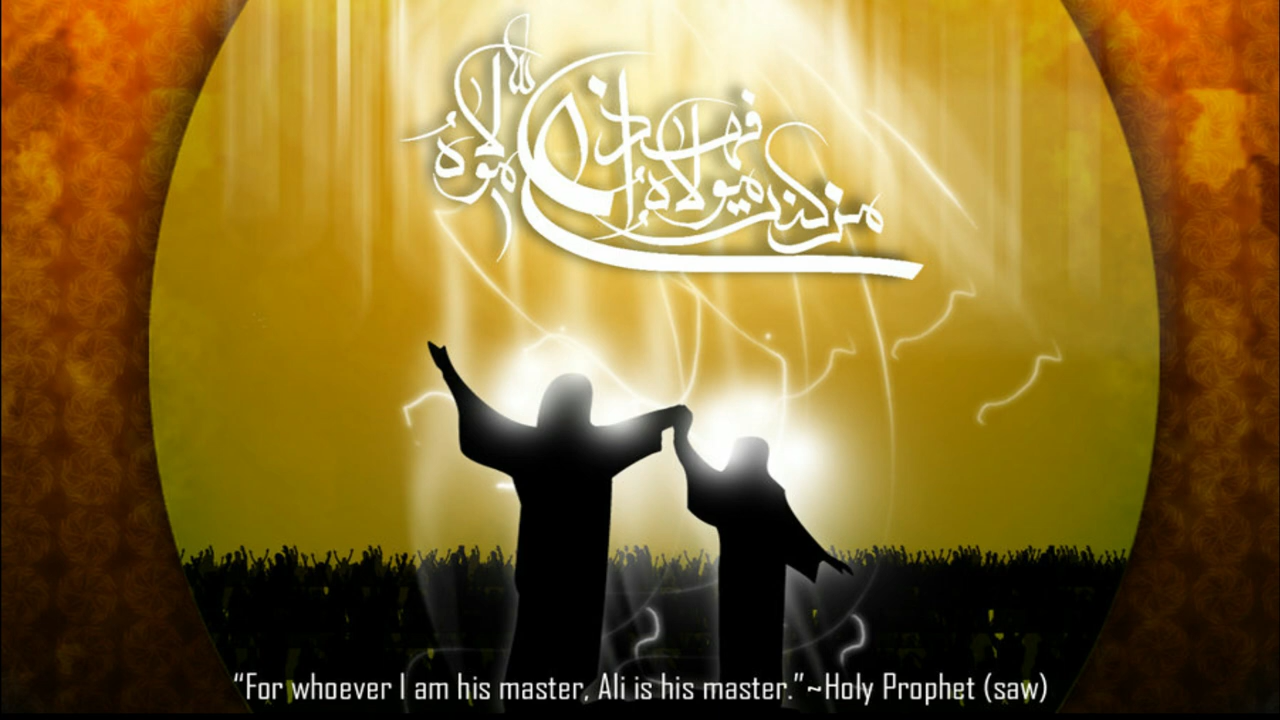 من كنت مولاه فهذا علي مولاه
“For whoever I am his master, Ali is his master.”~Holy Prophet (saw)